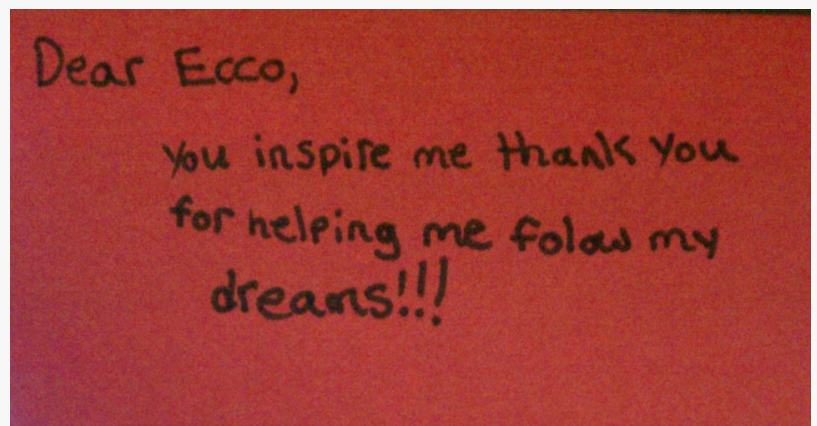 Dear Ecco,
you inspire me thank you
for helping me folow my
dreams!!!